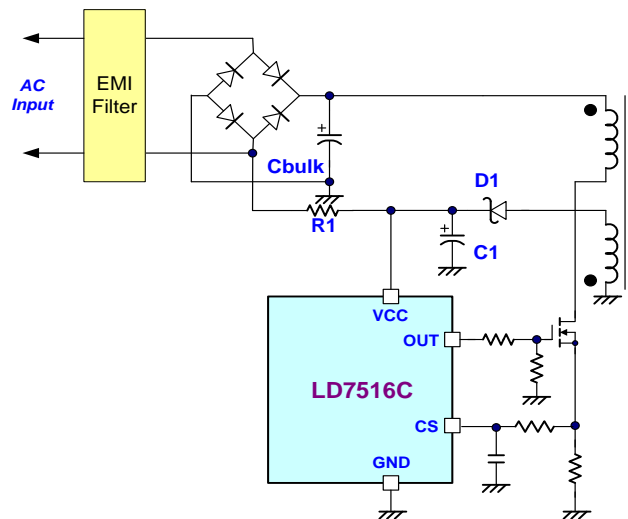 AC
Input
EMI
Filter
+
Cbulk
R1
D1
+
C1
VCC
OUT
LD7516C
CS
GND